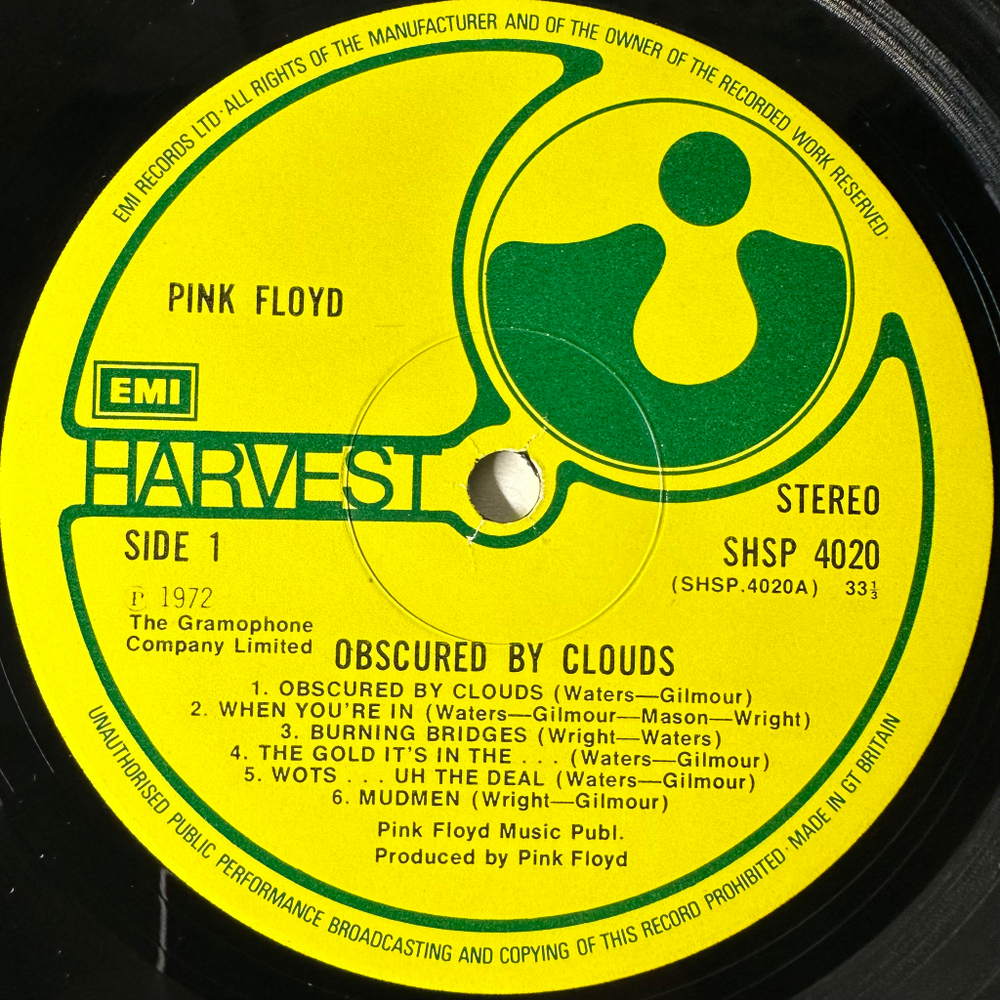 EMI RECORDS LTD · ALL RIGHTS OF THE MANUFACTURER AND OF THE OWNER OF THE RECORDED WORK RESERVED ·
PINK FLOYD
EMI
HARVEST
STEREO
SIDE 1
SHSP 4020
(SHSP.4020A) 33⅓
Ⓟ 1972
The Gramophone
Company Limited
OBSCURED BY CLOUDS
1. OBSCURED BY CLOUDS (Waters—Gilmour)
2. WHEN YOU'RE IN (Waters—Gilmour—Mason—Wright)
3. BURNING BRIDGES (Wright—Waters)
4. THE GOLD IT'S IN THE . . . (Waters—Gilmour)
5. WOTS . . . UH THE DEAL (Waters—Gilmour)
6. MUDMEN (Wright—Gilmour)
Pink Floyd Music Publ.
Produced by Pink Floyd
UNAUTHORISED PUBLIC PERFORMANCE BROADCASTING AND COPYING OF THIS RECORD PROHIBITED · MADE IN GT BRITAIN